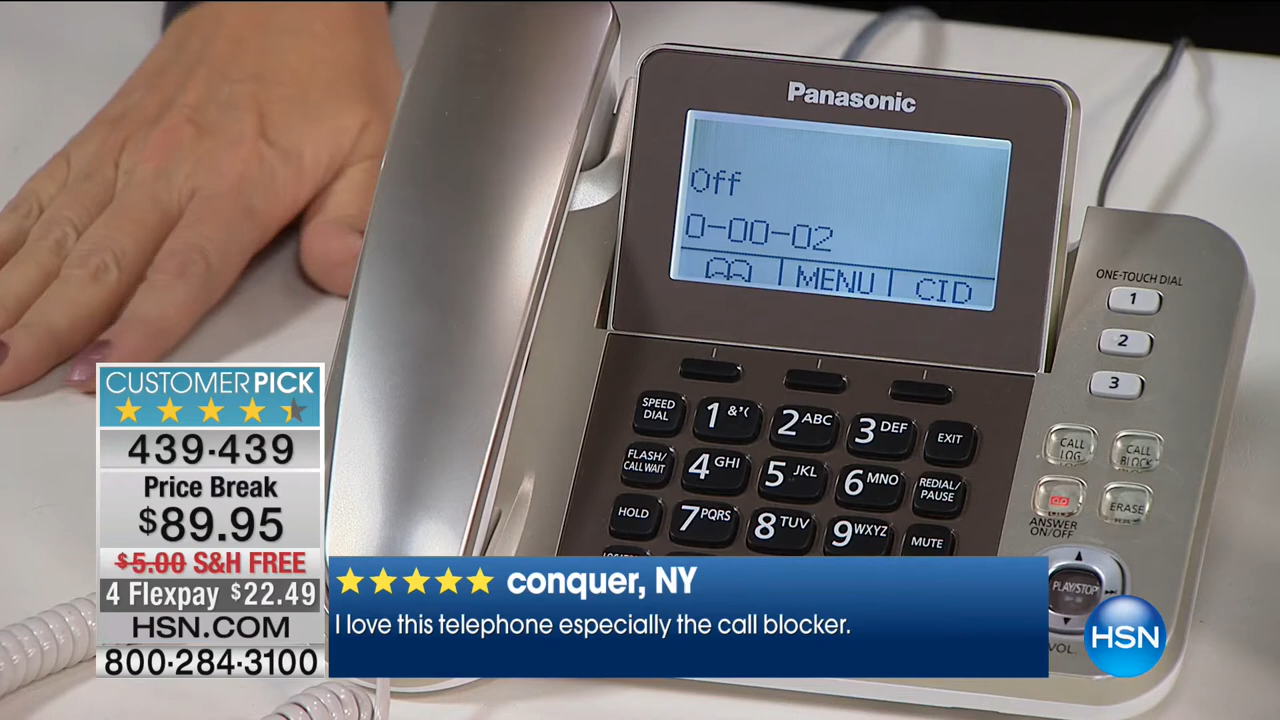 Panasonic
Off
0-00-02
MENU
CID
ONE-TOUCH DIAL
1
2
3
SPEED DIAL
1 &'(
2 ABC
3 DEF
EXIT
FLASH/ CALL WAIT
4 GHI
5 JKL
6 MNO
REDIAL/ PAUSE
HOLD
7 PQRS
8 TUV
9 WXYZ
MUTE
CALL LOG
CALL BLOCK
ANSWER ON/OFF
ERASE
PLAY/STOP
VOL.
CUSTOMER PICK
439-439
Price Break
$89.95
$5.00 S&H FREE
4 Flexpay $22.49
HSN.COM
800-284-3100
conquer, NY
I love this telephone especially the call blocker.
HSN